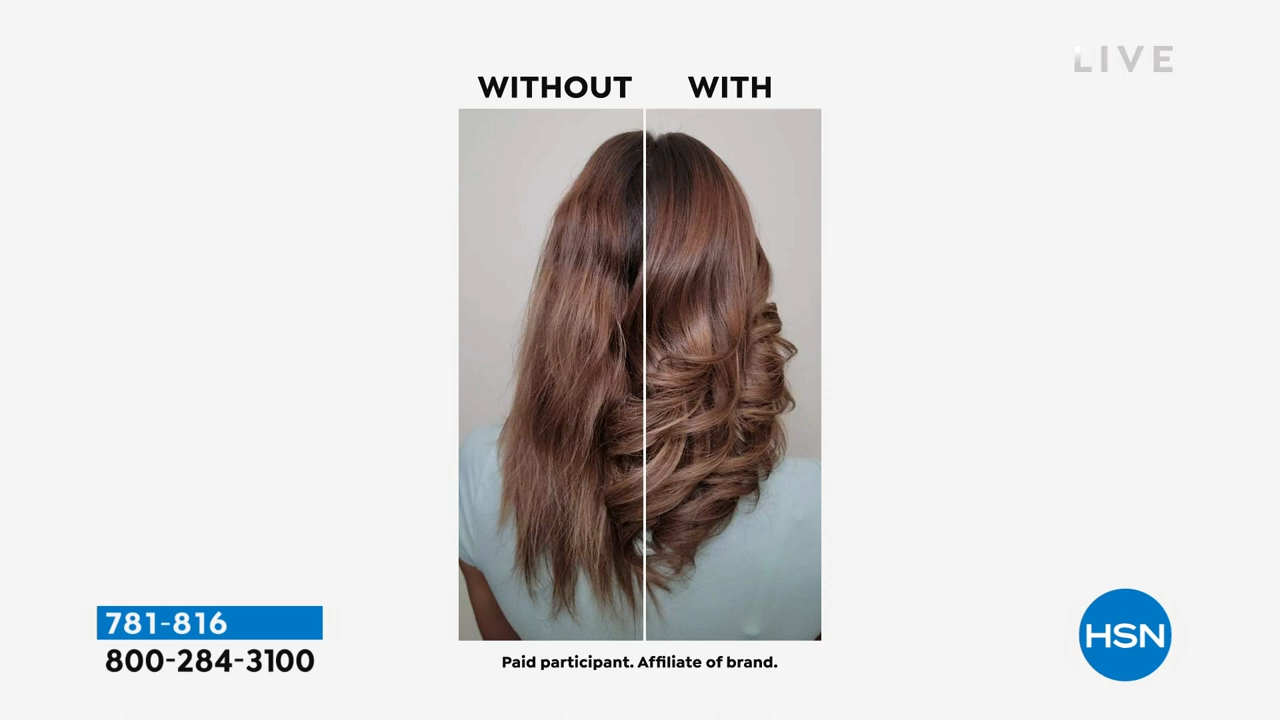 LIVE
WITHOUT WITH
781-816
800-284-3100
Paid participant. Affiliate of brand.
HSN